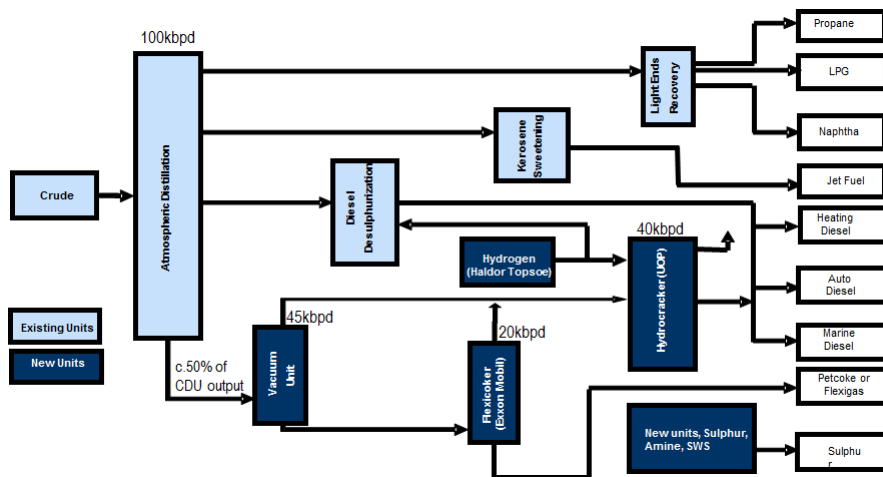 100kbpd
Propane
LPG
Light Ends
Recovery
Naphtha
Kerosene
Sweetening
Jet Fuel
Crude
Atmospheric Distillation
Diesel
Desulphurization
Heating
Diesel
40kbpd
Hydrogen
(Haldor Topsoe)
Hydrocracker (UOP)
Auto
Diesel
Existing Units
45kbpd
20kbpd
Marine
Diesel
New Units
c.50% of
CDU output
Vacuum
Unit
Flexicoker
(Exxon Mobil)
Petcoke or
Flexigas
New units, Sulphur,
Amine, SWS
Sulphu
r